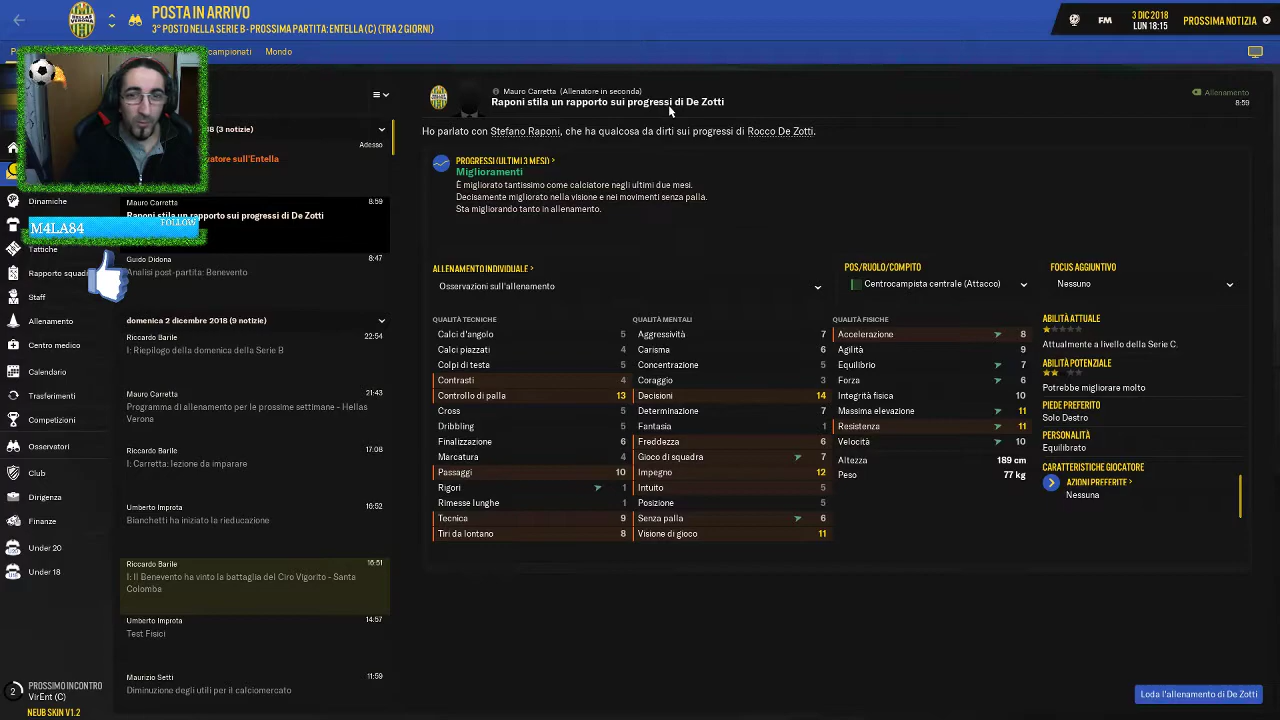 POSTA IN ARRIVO
3° POSTO NELLA SERIE B - PROSSIMA PARTITA: ENTELLA (C) (TRA 2 GIORNI)
FM
3 DIC 2018
LUN 18:15
PROSSIMA NOTIZIA
Mondo
Adesso
Mauro Carretta
8:59
Raponi stila un rapporto sui progressi di De Zotti
M4LA84
FOLLOW
Guido Didona
8:47
Analisi post-partita: Benevento
domenica 2 dicembre 2018 (9 notizie)
Riccardo Barile
22:54
I: Riepilogo della domenica della Serie B
Mauro Carretta
21:43
Programma di allenamento per le prossime settimane - Hellas
Verona
Riccardo Barile
17:08
I: Carretta: lezione da imparare
Umberto Improta
16:52
Bianchetti ha iniziato la rieducazione
Riccardo Barile
16:51
I: Il Benevento ha vinto la battaglia del Ciro Vigorito - Santa
Colomba
Umberto Improta
14:57
Test Fisici
Maurizio Setti
11:59
Diminuzione degli utili per il calciomercato
Dinamiche
Tattiche
Rapporto squad
Staff
Allenamento
Centro medico
Calendario
Trasferimenti
Competizioni
Osservatori
Club
Dirigenza
Finanze
Under 20
Under 18
2
PROSSIMO INCONTRO
VirEnt (C)
NEUB SKIN V1.2
Mauro Carretta (Allenatore in seconda)
Raponi stila un rapporto sui progressi di De Zotti
Allenamento
8:59
Ho parlato con Stefano Raponi, che ha qualcosa da dirti sui progressi di Rocco De Zotti.
PROGRESSI (ULTIMI 3 MESI) >
Miglioramenti
È migliorato tantissimo come calciatore negli ultimi due mesi.
Decisamente migliorato nella visione e nei movimenti senza palla.
Sta migliorando tanto in allenamento.
ALLENAMENTO INDIVIDUALE >
Osservazioni sull'allenamento
POS/RUOLO/COMPITO
Centrocampista centrale (Attacco)
FOCUS AGGIUNTIVO
Nessuno
QUALITÀ TECNICHE
Calci d'angolo 5
Calci piazzati 4
Colpi di testa 5
Contrasti 4
Controllo di palla 13
Cross 5
Dribbling 5
Finalizzazione 6
Marcatura 4
Passaggi 10
Rigori 1
Rimesse lunghe 1
Tecnica 9
Tiri da lontano 8
QUALITÀ MENTALI
Aggressività 7
Carisma 6
Concentrazione 5
Coraggio 3
Decisioni 14
Determinazione 7
Fantasia 1
Freddezza 6
Gioco di squadra 7
Impegno 12
Intuito 5
Posizione 5
Senza palla 6
Visione di gioco 11
QUALITÀ FISICHE
Accelerazione 8
Agilità 9
Equilibrio 7
Forza 6
Integrità fisica 10
Massima elevazione 11
Resistenza 11
Velocità 10
Altezza 189 cm
Peso 77 kg
ABILITÀ ATTUALE
Attualmente a livello della Serie C.
ABILITÀ POTENZIALE
Potrebbe migliorare molto
PIEDE PREFERITO
Solo Destro
PERSONALITÀ
Equilibrato
CARATTERISTICHE GIOCATORE
AZIONI PREFERITE >
Nessuna
Loda l'allenamento di De Zotti